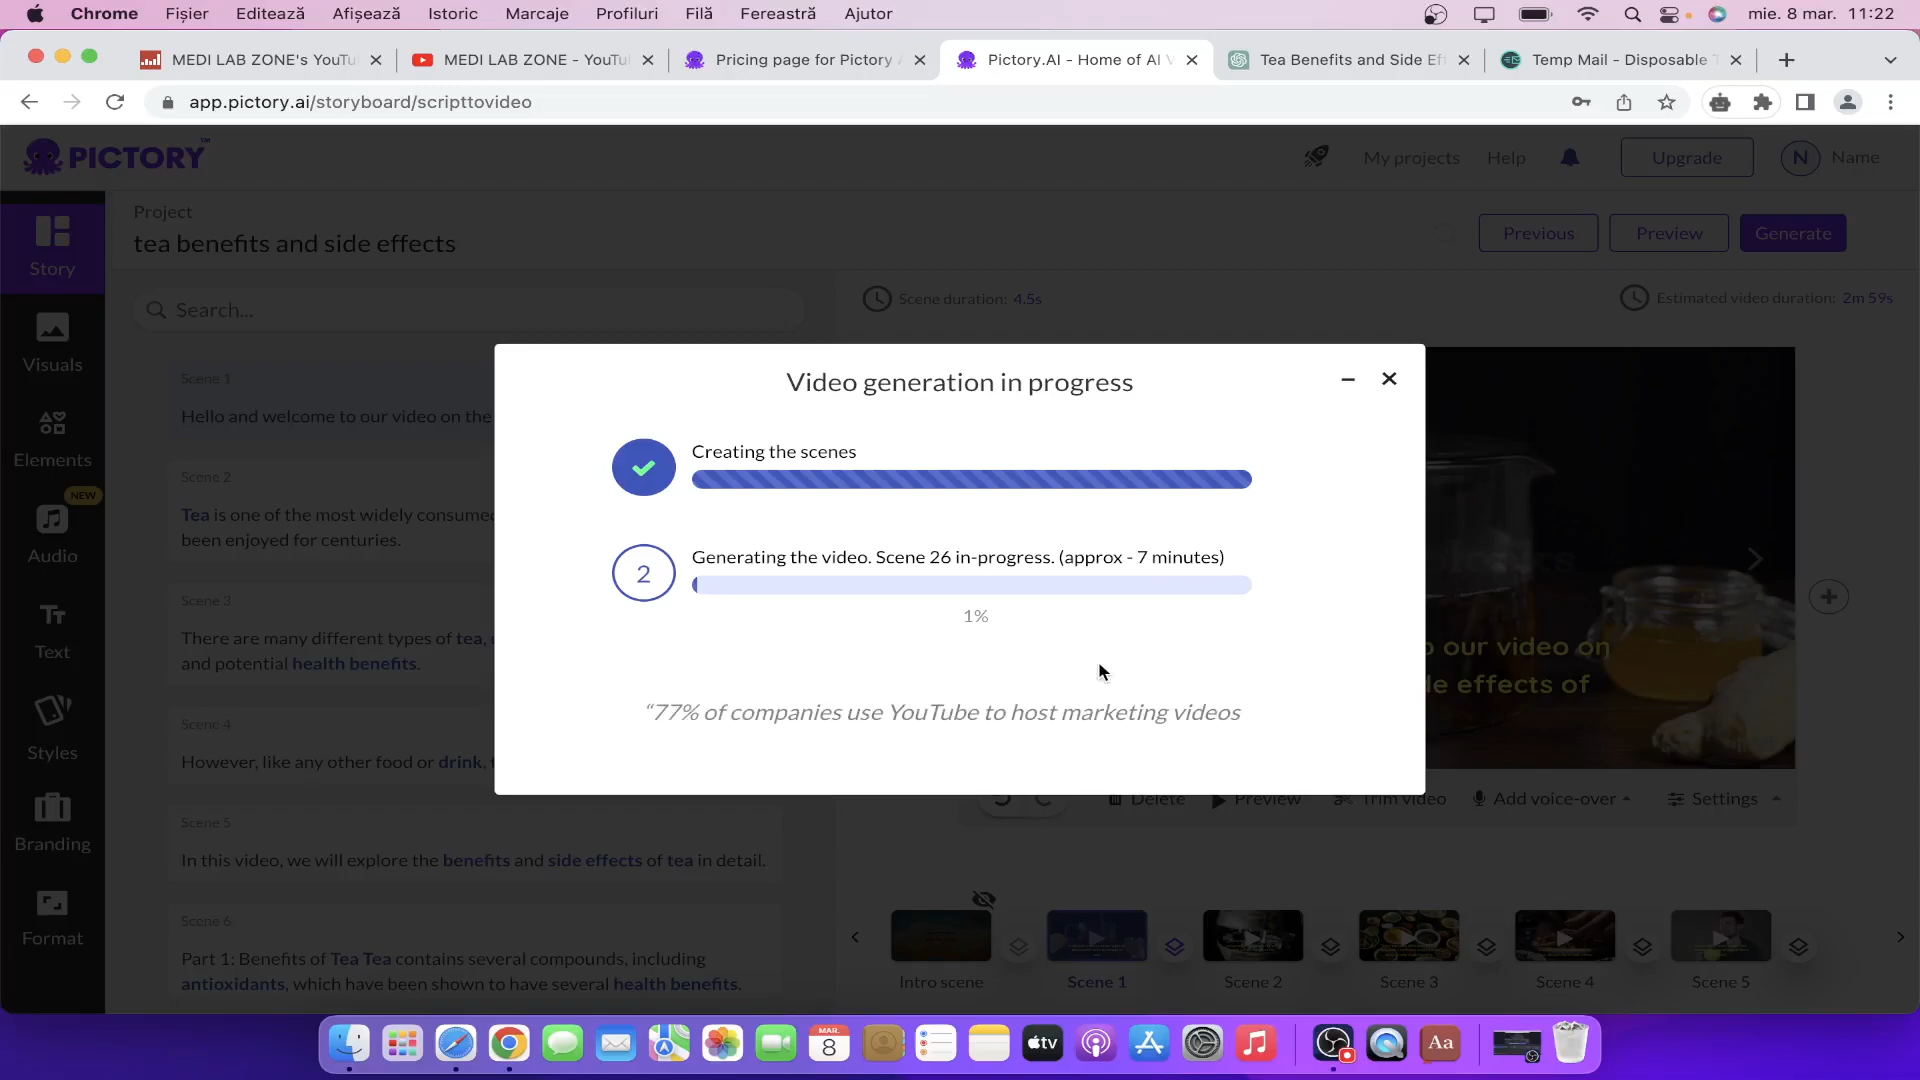 Chrome Fișier Editează Afișează Istoric Marcaje Profiluri Filă Fereastră Ajutor mie. 8 mar. 11:22
MEDI LAB ZONE's YouTu MEDI LAB ZONE - YouTu Pricing page for Pictory Pictory.AI - Home of AI V Tea Benefits and Side Eff Temp Mail - Disposable T
app.pictory.ai/storyboard/scripttovideo
PICTORY™ My projects Help Upgrade N Name
Project
tea benefits and side effects
Previous Preview Generate
Story
Visuals
Elements
NEW
Audio
Text
Styles
Branding
Format
Search...
Scene duration: 4.5s Estimated video duration: 2m 59s
Scene 1
Hello and welcome to our video on the
Scene 2
Tea is one of the most widely consumed
been enjoyed for centuries.
Scene 3
There are many different types of tea,
and potential health benefits.
Scene 4
However, like any other food or drink,
Scene 5
In this video, we will explore the benefits and side effects of tea in detail.
Scene 6
Part 1: Benefits of Tea Tea contains several compounds, including
antioxidants, which have been shown to have several health benefits.
Video generation in progress
Creating the scenes
2
Generating the video. Scene 26 in-progress. (approx - 7 minutes)
1%
“77% of companies use YouTube to host marketing videos
our video on
effects of
Delete Preview Trim video Add voice-over Settings
Intro scene Scene 1 Scene 2 Scene 3 Scene 4 Scene 5
MAR.
8
tv
Aa